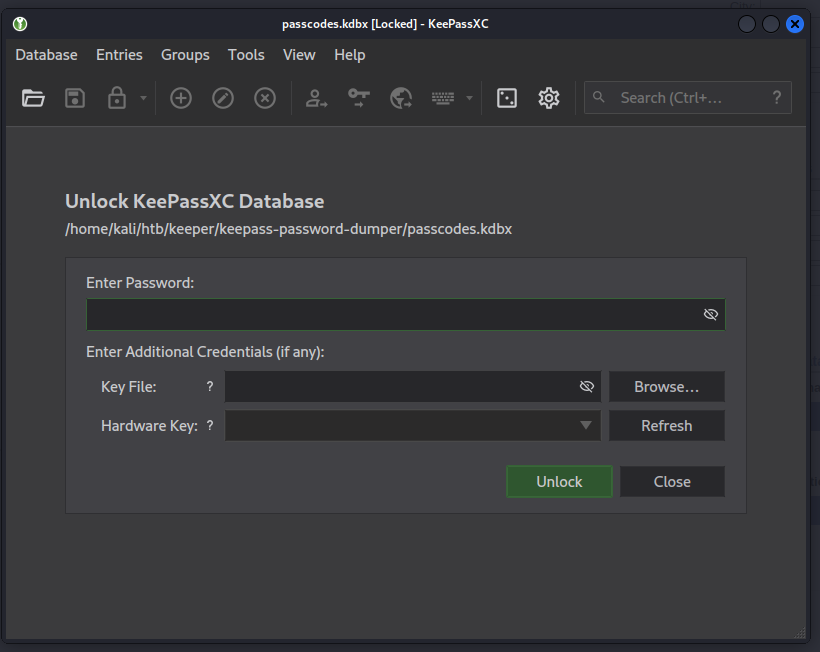 passcodes.kdbx [Locked] - KeePassXC
Database Entries Groups Tools View Help
Search (Ctrl+... ?
Unlock KeePassXC Database
/home/kali/htb/keeper/keepass-password-dumper/passcodes.kdbx
Enter Password:
Enter Additional Credentials (if any):
Key File: ? Browse...
Hardware Key: ? Refresh
Unlock Close